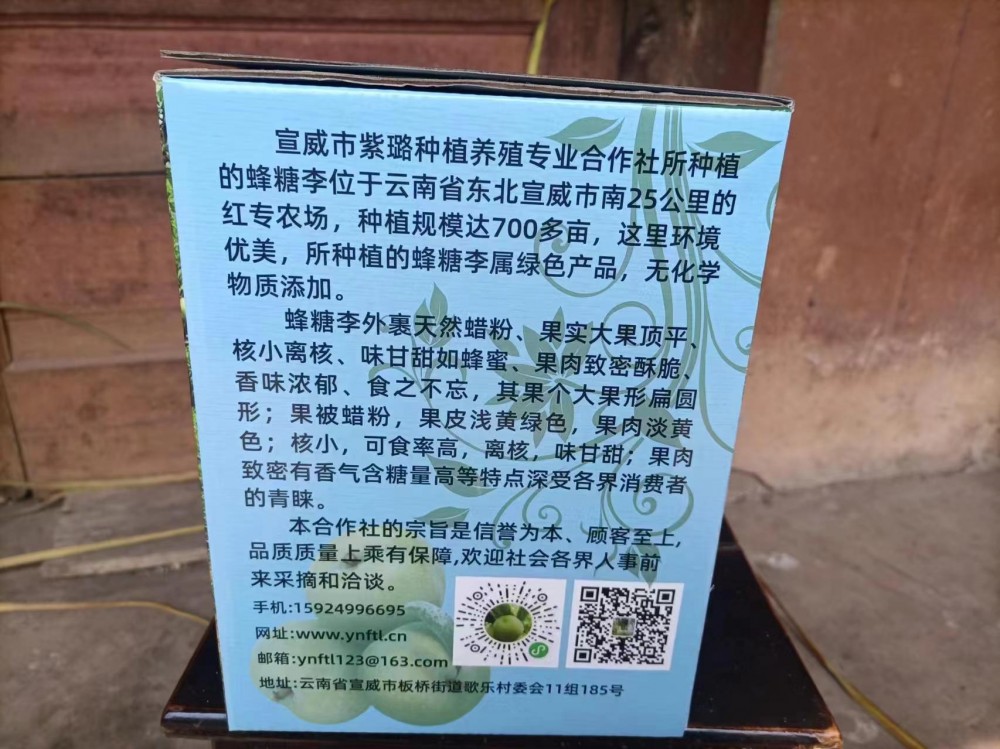 宣威市紫璐种植养殖专业合作社所种植
的蜂糖李位于云南省东北宣威市南25公里的
红专农场，种植规模达700多亩，这里环境
优美，所种植的蜂糖李属绿色产品，无化学
物质添加。
蜂糖李外裹天然蜡粉、果实大果顶平、
核小离核、味甘甜如蜂蜜、果肉致密酥脆、
香味浓郁、食之不忘，其果个大果形扁圆
形；果被蜡粉，果皮浅黄绿色，果肉淡黄
色；核小，可食率高，离核，味甘甜；果肉
致密有香气含糖量高等特点深受各界消费者
的青睐。
本合作社的宗旨是信誉为本、顾客至上,
品质质量上乘有保障,欢迎社会各界人事前
来采摘和洽谈。
手机:15924996695
网址:www.ynftl.cn
邮箱:ynftl123@163.com
地址:云南省宣威市板桥街道歌乐村委会11组185号